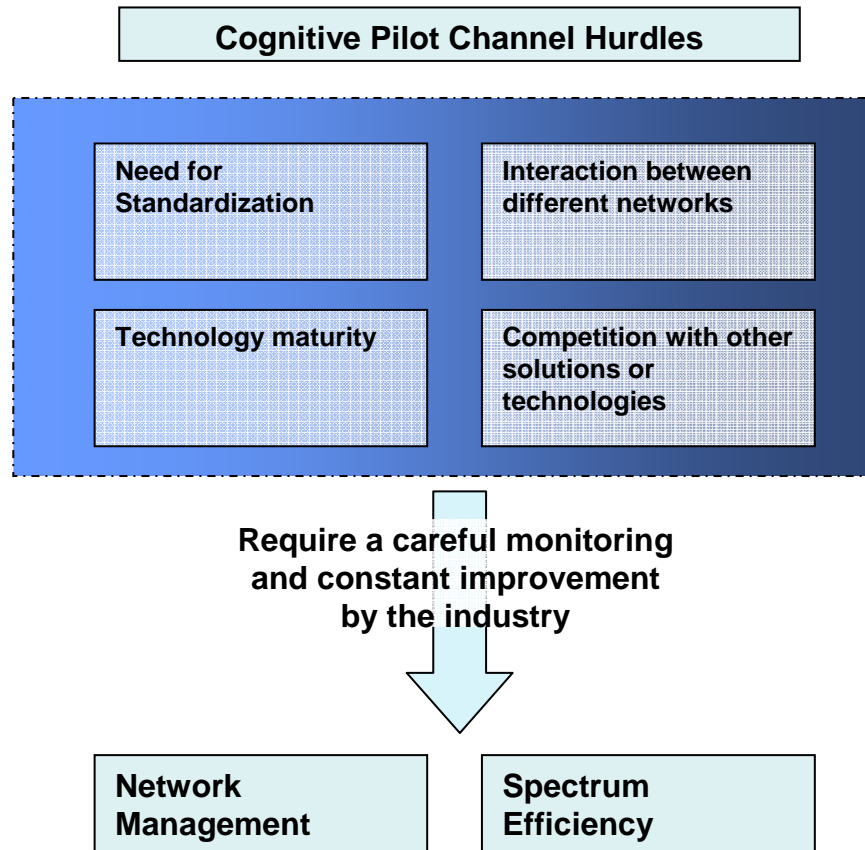 Cognitive Pilot Channel Hurdles
Need for
Standardization
Interaction between
different networks
Technology maturity
Competition with other
solutions or
technologies
Require a careful monitoring
and constant improvement
by the industry
Network
Management
Spectrum
Efficiency